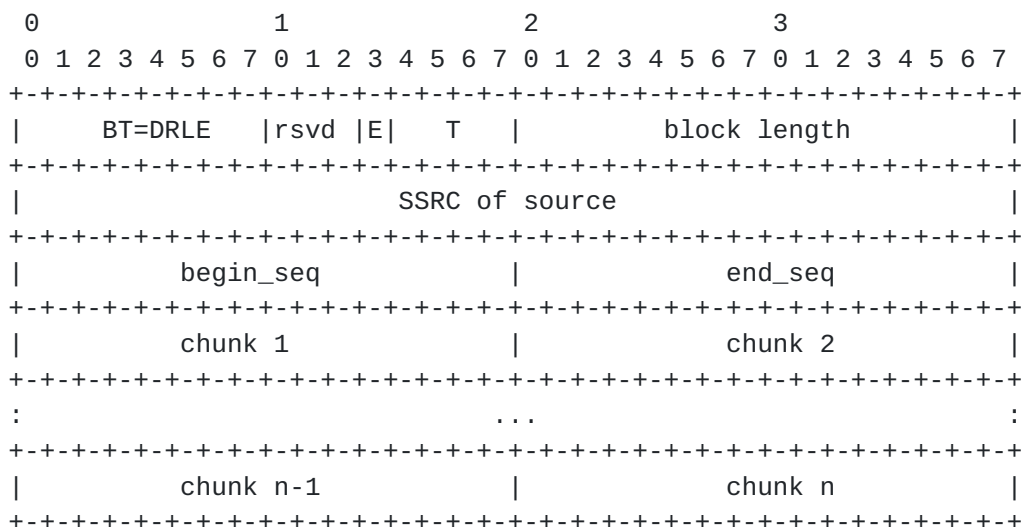 0                   1                   2                   3
 0 1 2 3 4 5 6 7 0 1 2 3 4 5 6 7 0 1 2 3 4 5 6 7 0 1 2 3 4 5 6 7
+-+-+-+-+-+-+-+-+-+-+-+-+-+-+-+-+-+-+-+-+-+-+-+-+-+-+-+-+-+-+-+-+
|     BT=DRLE   |rsvd |E|   T   |         block length          |
+-+-+-+-+-+-+-+-+-+-+-+-+-+-+-+-+-+-+-+-+-+-+-+-+-+-+-+-+-+-+-+-+
|                        SSRC of source                         |
+-+-+-+-+-+-+-+-+-+-+-+-+-+-+-+-+-+-+-+-+-+-+-+-+-+-+-+-+-+-+-+-+
|          begin_seq            |             end_seq           |
+-+-+-+-+-+-+-+-+-+-+-+-+-+-+-+-+-+-+-+-+-+-+-+-+-+-+-+-+-+-+-+-+
|          chunk 1              |             chunk 2           |
+-+-+-+-+-+-+-+-+-+-+-+-+-+-+-+-+-+-+-+-+-+-+-+-+-+-+-+-+-+-+-+-+
:                              ...                              :
+-+-+-+-+-+-+-+-+-+-+-+-+-+-+-+-+-+-+-+-+-+-+-+-+-+-+-+-+-+-+-+-+
|          chunk n-1            |             chunk n           |
+-+-+-+-+-+-+-+-+-+-+-+-+-+-+-+-+-+-+-+-+-+-+-+-+-+-+-+-+-+-+-+-+